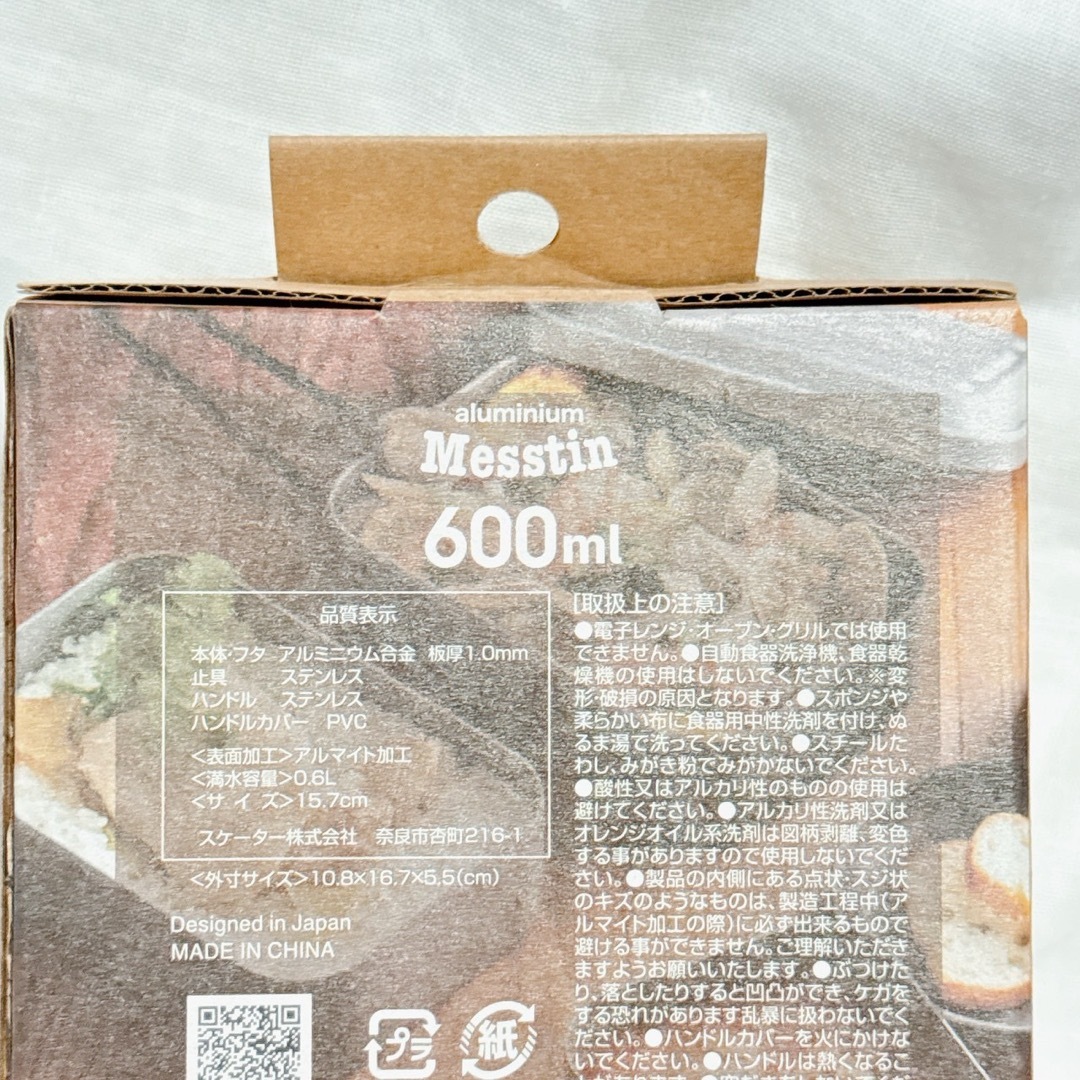 aluminium
Messtin
600ml
品質表示
本体・フタ アルミニウム合金 板厚1.0mm
止具 ステンレス
ハンドル ステンレス
ハンドルカバー PVC
<表面加工>アルマイト加工
<満水容量>0.6L
<サ イ ズ>15.7cm
スケーター株式会社 奈良市杏町216-1
<外寸サイズ>10.8×16.7×5.5(cm)
Designed in Japan
MADE IN CHINA
プラ
紙
[取扱上の注意]
●電子レンジ・オーブン・グリルでは使用
できません。●自動食器洗浄機、食器乾
燥機の使用はしないでください。※変
形・破損の原因となります。●スポンジや
柔らかい布に食器用中性洗剤を付け、ぬ
るま湯で洗ってください。●スチールた
わし、みがき粉でみがかないでください。
●酸性又はアルカリ性のものの使用は
避けてください。●アルカリ性洗剤又は
オレンジオイル系洗剤は図柄剥離、変色
する事がありますので使用しないでくだ
さい。●製品の内側にある点状・スジ状
のキズのようなものは、製造工程中(ア
ルマイト加工の際)に必ず出来るもので
避ける事ができません。ご理解いただき
ますようお願いいたします。●ぶつけた
り、落としたりすると凹凸ができ、ケガを
する恐れがあります乱暴に扱わないでく
ださい。●ハンドルカバーを火にかけな
いでください。●ハンドルは熱くなるこ